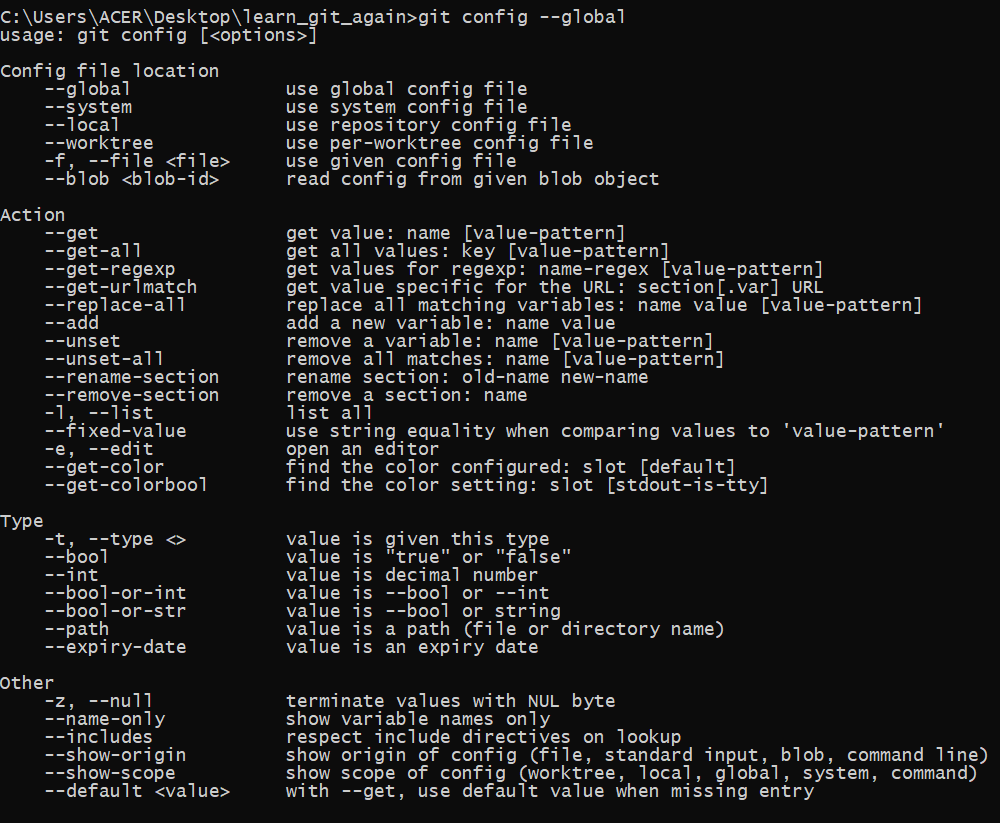 C:\Users\ACER\Desktop\learn_git_again>git config --global
usage: git config [<options>]

Config file location
    --global              use global config file
    --system              use system config file
    --local               use repository config file
    --worktree            use per-worktree config file
    -f, --file <file>     use given config file
    --blob <blob-id>      read config from given blob object

Action
    --get                 get value: name [value-pattern]
    --get-all             get all values: key [value-pattern]
    --get-regexp          get values for regexp: name-regex [value-pattern]
    --get-urlmatch        get value specific for the URL: section[.var] URL
    --replace-all         replace all matching variables: name value [value-pattern]
    --add                 add a new variable: name value
    --unset               remove a variable: name [value-pattern]
    --unset-all           remove all matches: name [value-pattern]
    --rename-section      rename section: old-name new-name
    --remove-section      remove a section: name
    -l, --list            list all
    --fixed-value         use string equality when comparing values to 'value-pattern'
    -e, --edit            open an editor
    --get-color           find the color configured: slot [default]
    --get-colorbool       find the color setting: slot [stdout-is-tty]

Type
    -t, --type <>         value is given this type
    --bool                value is "true" or "false"
    --int                 value is decimal number
    --bool-or-int         value is --bool or --int
    --bool-or-str         value is --bool or string
    --path                value is a path (file or directory name)
    --expiry-date         value is an expiry date

Other
    -z, --null            terminate values with NUL byte
    --name-only           show variable names only
    --includes            respect include directives on lookup
    --show-origin         show origin of config (file, standard input, blob, command line)
    --show-scope          show scope of config (worktree, local, global, system, command)
    --default <value>     with --get, use default value when missing entry